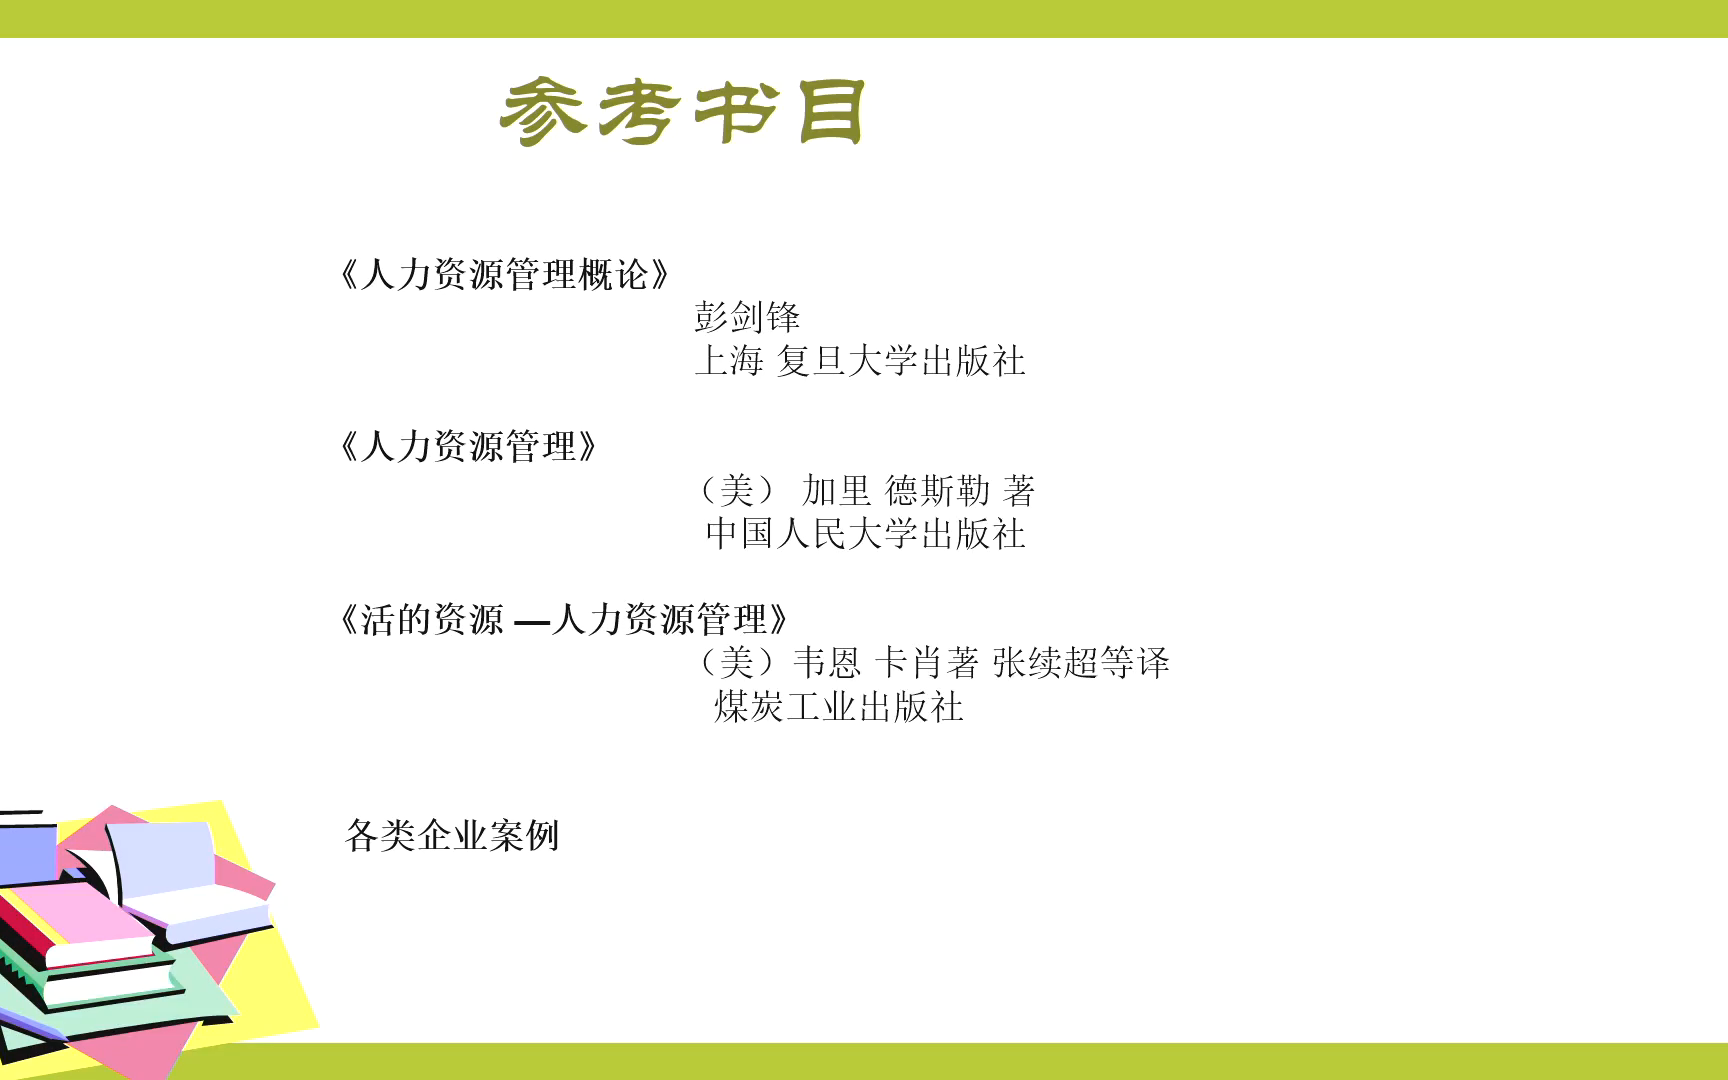 参考书目
《人力资源管理概论》
彭剑锋
上海 复旦大学出版社
《人力资源管理》
（美） 加里 德斯勒 著
中国人民大学出版社
《活的资源 —人力资源管理》
（美）韦恩 卡肖著 张续超等译
煤炭工业出版社
各类企业案例